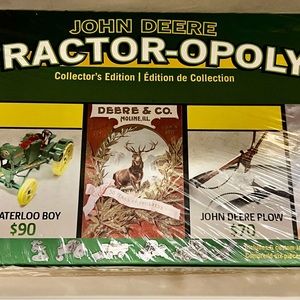 JOHN DEERE
RACTOR-OPOLY
Collector's Edition | Édition de Collection
DEERE & CO.
MOLINE, ILL.
ATERLOO BOY
$90
JOHN DEERE PLOW
$70